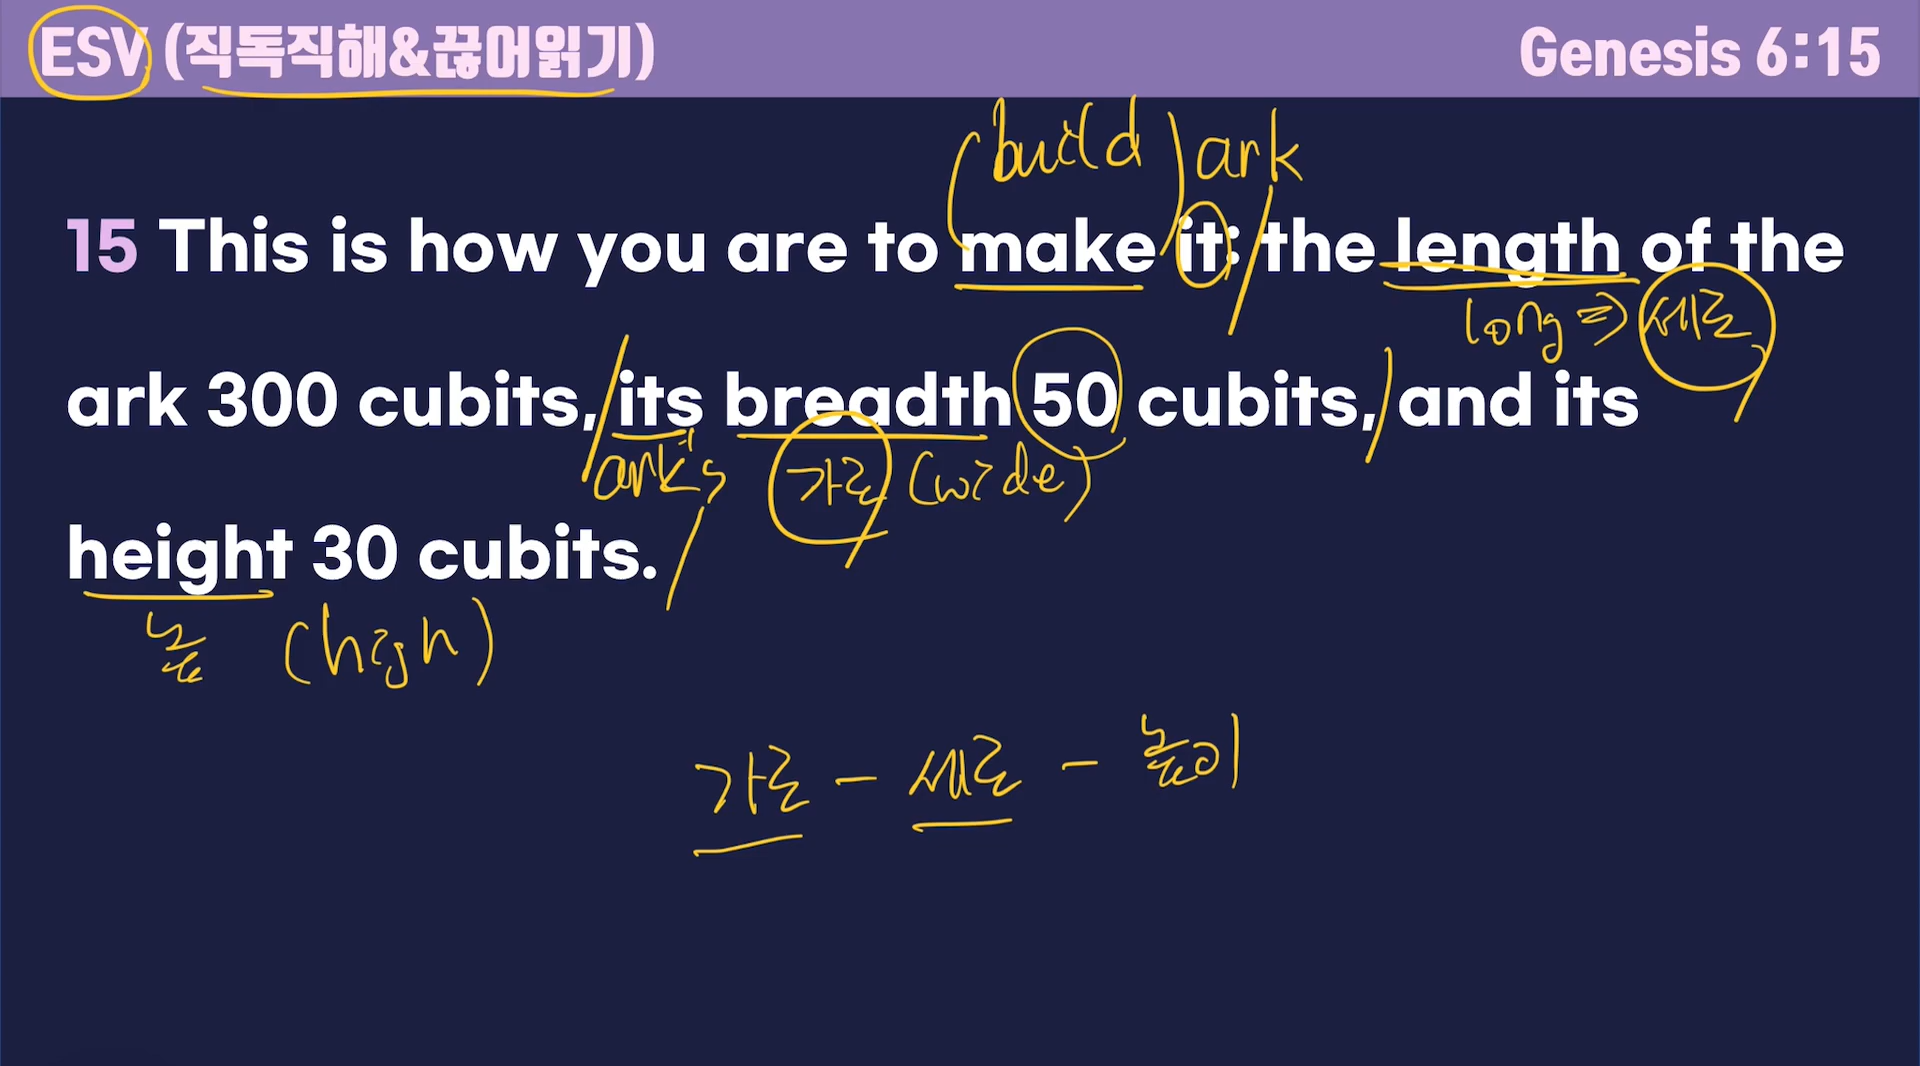 ESV (직독직해&끊어읽기)
Genesis 6:15
(build) ark
15 This is how you are to make it: the length of the
long ⇒ 세로
ark 300 cubits, its breadth 50 cubits, and its
ark's 가로 (wide)
height 30 cubits.
높 (high)
가로 - 세로 - 높이